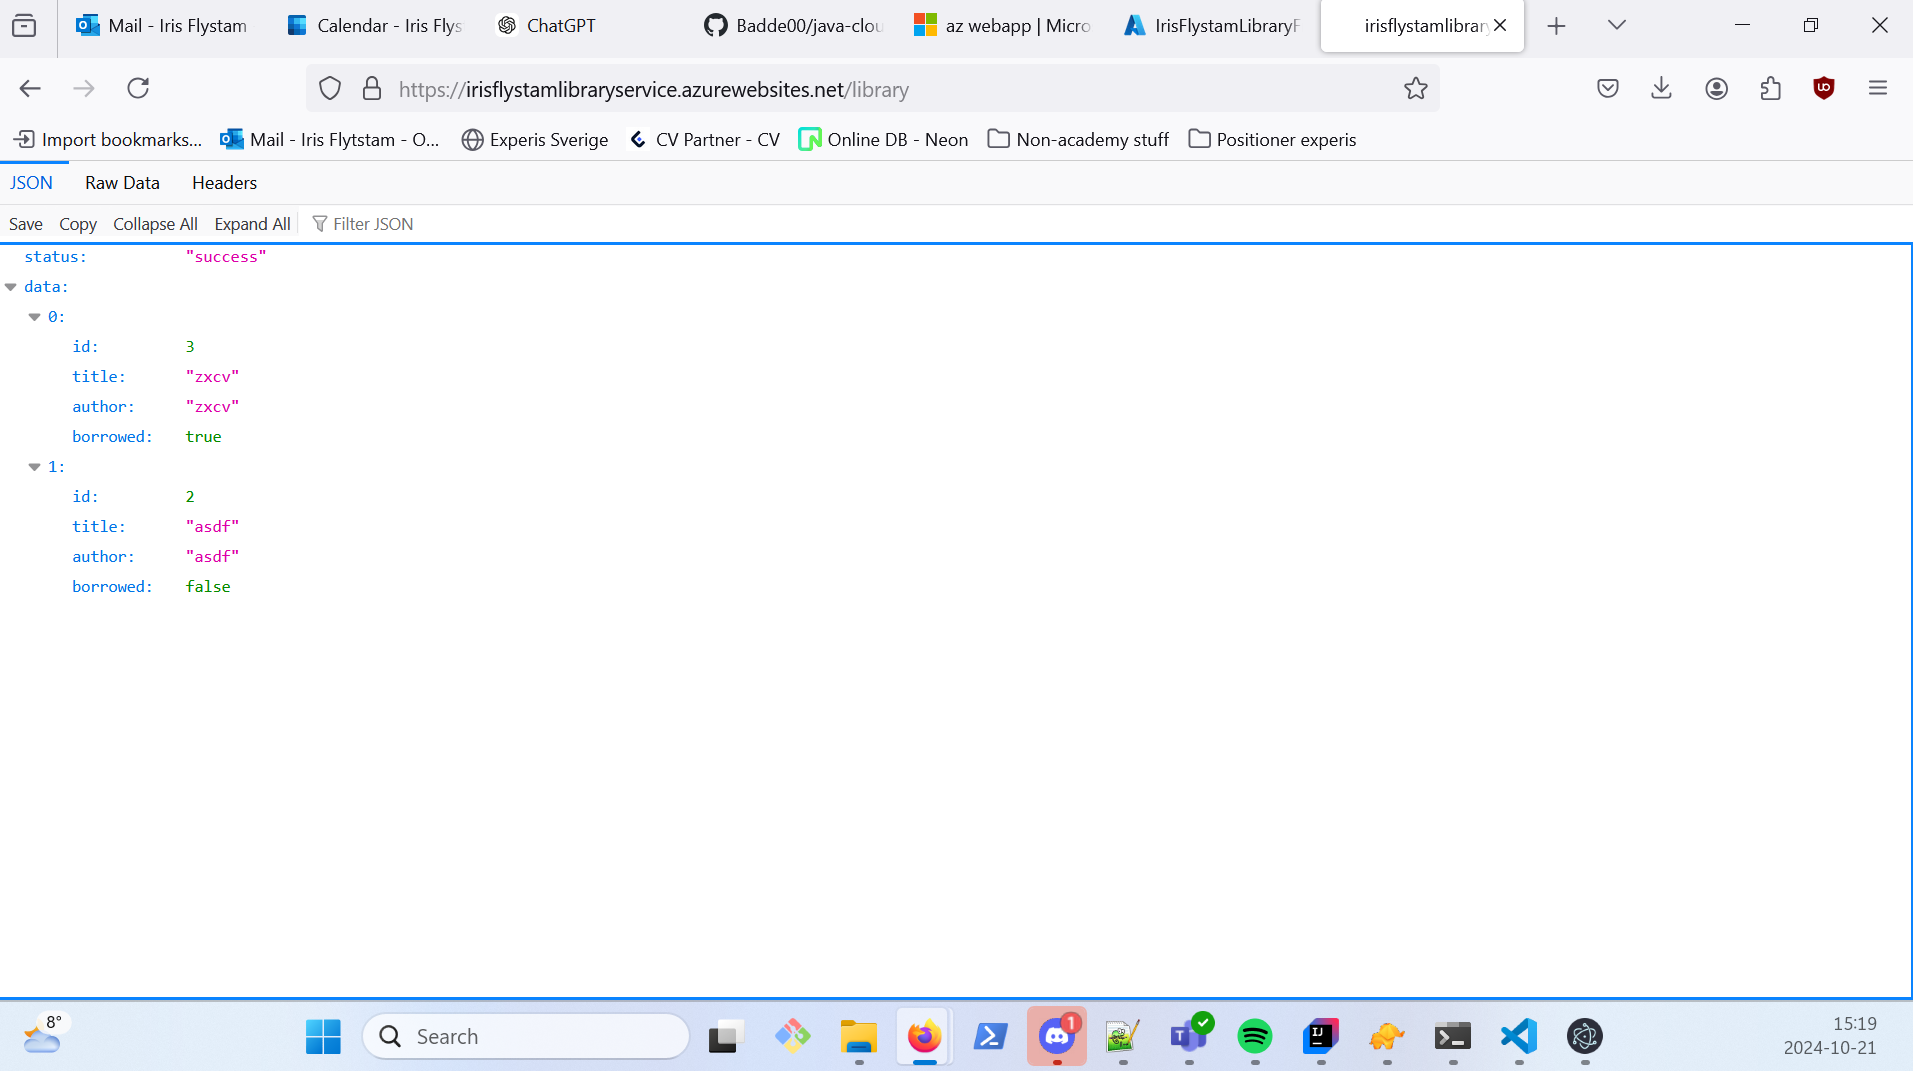 Mail - Iris Flystam
Calendar - Iris Flys
ChatGPT
Badde00/java-clou
az webapp | Micro
IrisFlystamLibraryF
irisflystamlibrary
https://irisflystamlibraryservice.azurewebsites.net/library
Import bookmarks...
Mail - Iris Flytstam - O...
Experis Sverige
CV Partner - CV
Online DB - Neon
Non-academy stuff
Positioner experis
JSON
Raw Data
Headers
Save
Copy
Collapse All
Expand All
Filter JSON
status: "success"
data:
0:
id: 3
title: "zxcv"
author: "zxcv"
borrowed: true
1:
id: 2
title: "asdf"
author: "asdf"
borrowed: false
8°
Search
1
15:19
2024-10-21